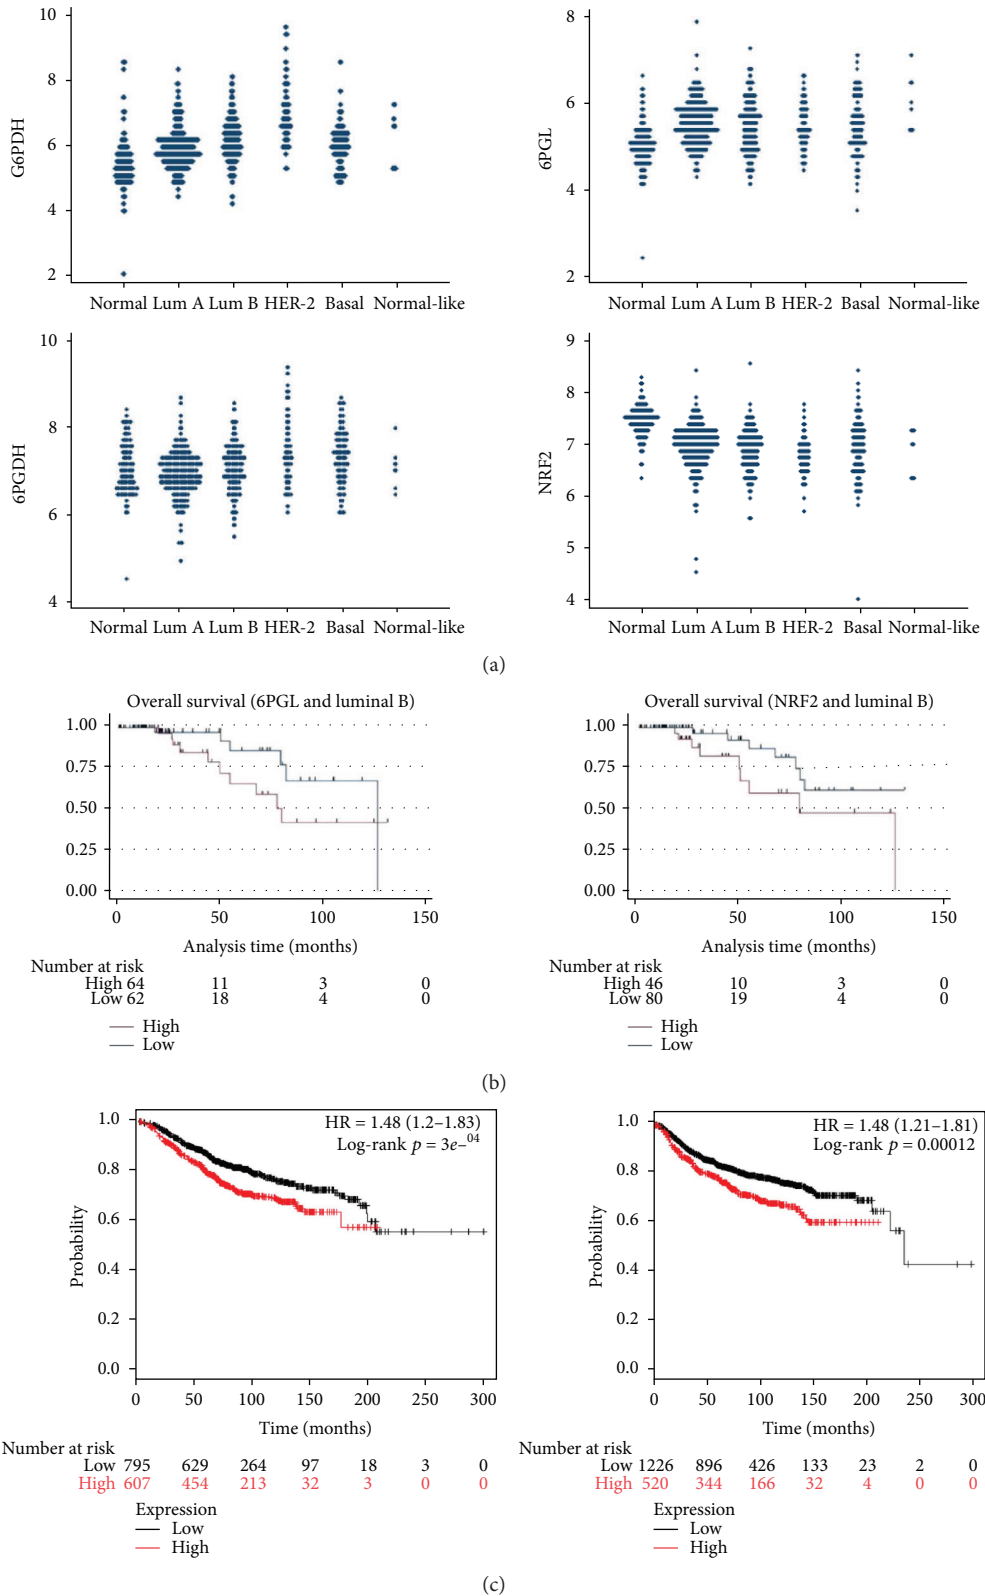 G6PDH
10
8
6
4
2
Normal Lum A Lum B HER-2 Basal Normal-like
6PGL
8
6
4
2
Normal Lum A Lum B HER-2 Basal Normal-like
6PGDH
10
8
6
4
Normal Lum A Lum B HER-2 Basal Normal-like
NRF2
9
8
7
6
5
4
Normal Lum A Lum B HER-2 Basal Normal-like
(a)
Overall survival (6PGL and luminal B)
1.00
0.75
0.50
0.25
0.00
0 50 100 150
Analysis time (months)
Number at risk
High 64 11 3 0
Low 62 18 4 0
High
Low
Overall survival (NRF2 and luminal B)
1.00
0.75
0.50
0.25
0.00
0 50 100 150
Analysis time (months)
Number at risk
High 46 10 3 0
Low 80 19 4 0
High
Low
(b)
HR = 1.48 (1.2–1.83)
Log-rank p = 3e–04
Probability
1.0
0.8
0.6
0.4
0.2
0.0
0 50 100 150 200 250 300
Time (months)
Number at risk
Low 795 629 264 97 18 3 0
High 607 454 213 32 3 0 0
Expression
Low
High
HR = 1.48 (1.21–1.81)
Log-rank p = 0.00012
Probability
1.0
0.8
0.6
0.4
0.2
0.0
0 50 100 150 200 250 300
Time (months)
Number at risk
Low 1226 896 426 133 23 2 0
High 520 344 166 32 4 0 0
Expression
Low
High
(c)